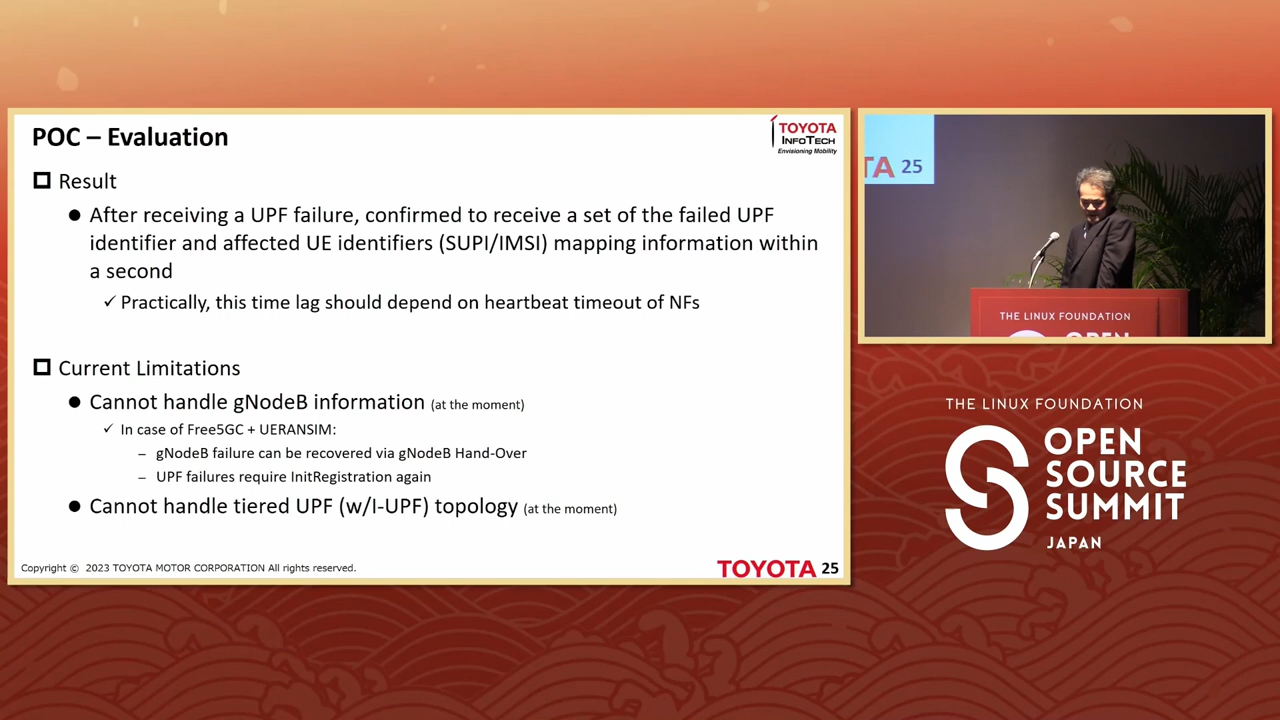 POC – Evaluation
TOYOTA
INFOTECH
Envisioning Mobility
Result
After receiving a UPF failure, confirmed to receive a set of the failed UPF
identifier and affected UE identifiers (SUPI/IMSI) mapping information within
a second
Practically, this time lag should depend on heartbeat timeout of NFs
Current Limitations
Cannot handle gNodeB information (at the moment)
In case of Free5GC + UERANSIM:
– gNodeB failure can be recovered via gNodeB Hand-Over
– UPF failures require InitRegistration again
Cannot handle tiered UPF (w/I-UPF) topology (at the moment)
Copyright © 2023 TOYOTA MOTOR CORPORATION All rights reserved.
TOYOTA 25
TA 25
THE LINUX FOUNDATION
OPEN
THE LINUX FOUNDATION
OPEN
SOURCE
SUMMIT
JAPAN